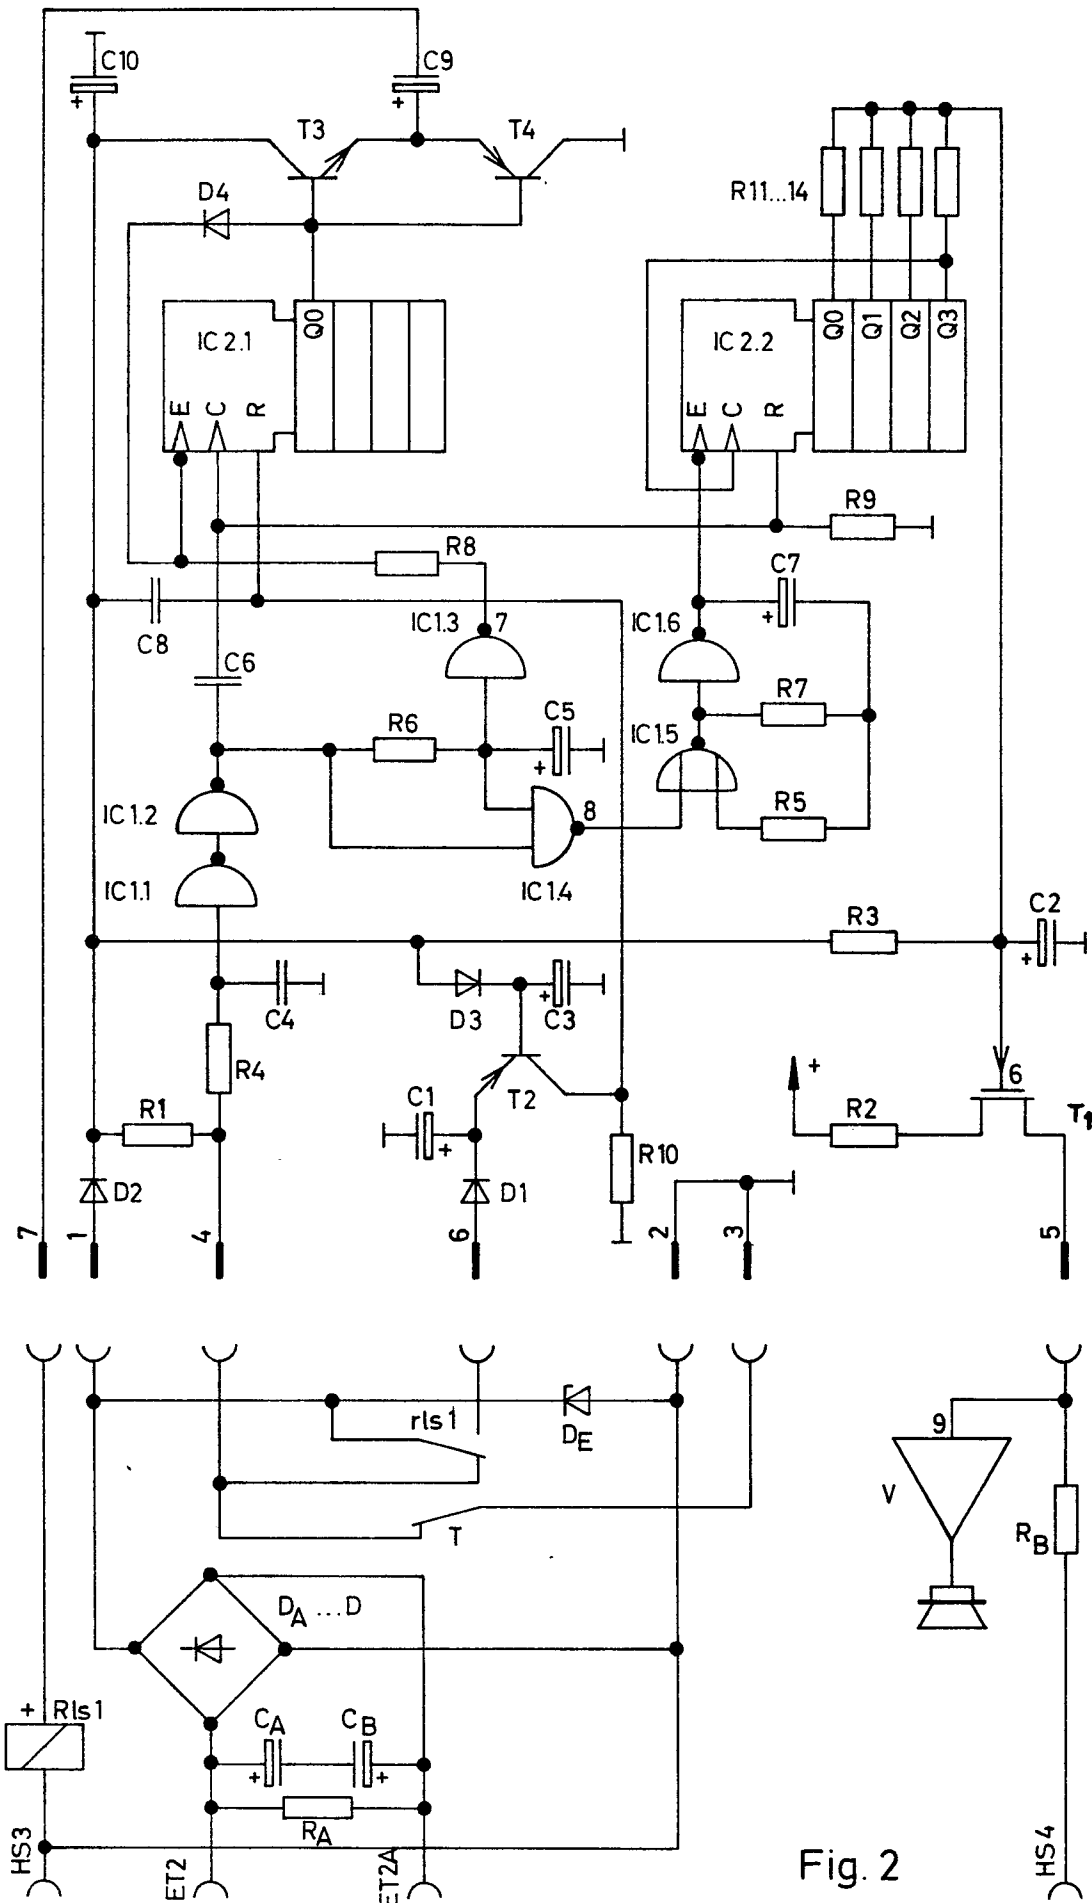 C10
+
C9
+
T3
T4
D4
R11...14
IC 2.1
Q0
E
C
R
IC 2.2
Q0
Q1
Q2
Q3
E
C
R
R9
R8
C7
+
IC1.3
7
IC1.6
C8
C6
R6
C5
+
R7
IC1.5
IC1.2
8
R5
IC1.1
IC1.4
R3
C2
+
C4
D3
C3
+
R4
T2
+
6
R1
C1
+
R2
T1
R10
D2
D1
7
1
4
6
2
3
5
rls1
DE
9
V
T
RB
DA ...D
+
Rls1
CA
CB
+
+
RA
HS3
ET2
ET2A
HS4
Fig. 2